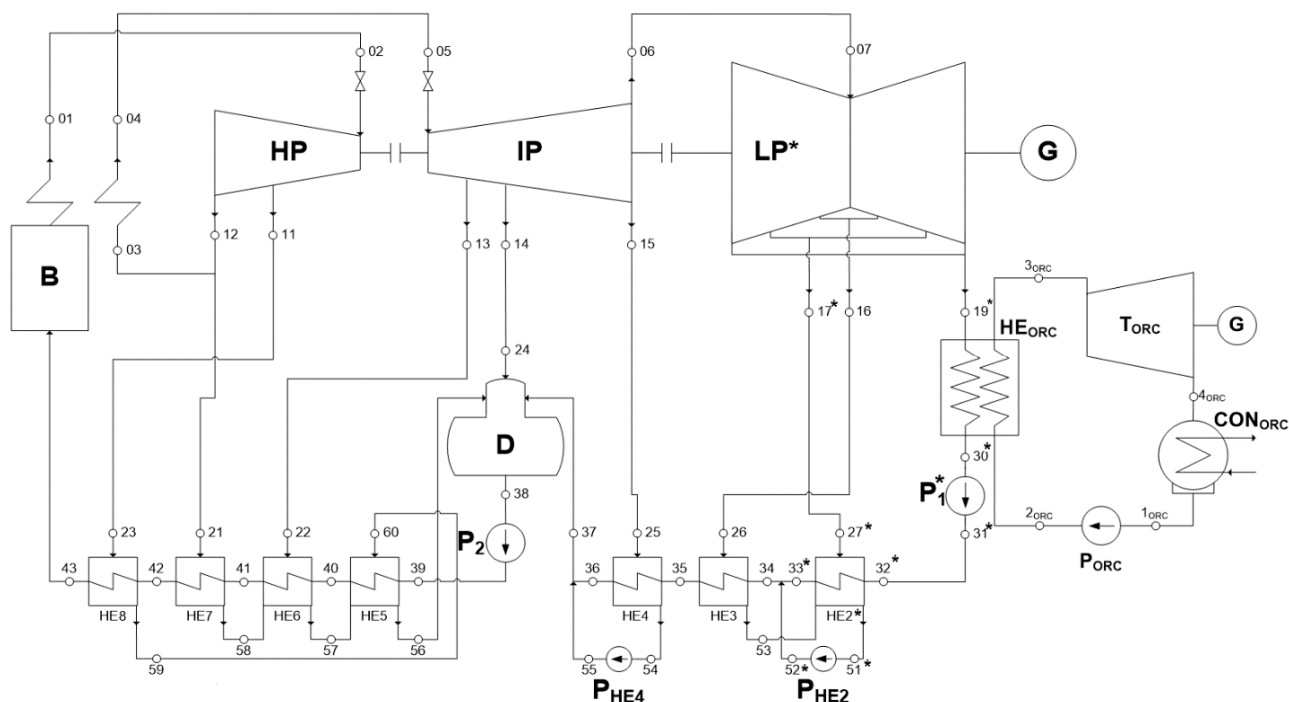 02
05
06
07
01
04
HP
IP
LP*
G
12
11
13
14
15
03
B
3ORC
17*
16
19*
HEORC
TORC
G
24
4ORC
CONORC
D
30*
P1*
38
2ORC
1ORC
23
21
22
60
P2
37
25
26
27*
31*
PORC
43
42
41
40
39
36
35
34
33*
32*
HE8
HE7
HE6
HE5
HE4
HE3
HE2*
58
57
56
53
59
55
54
52*
51*
PHE4
PHE2